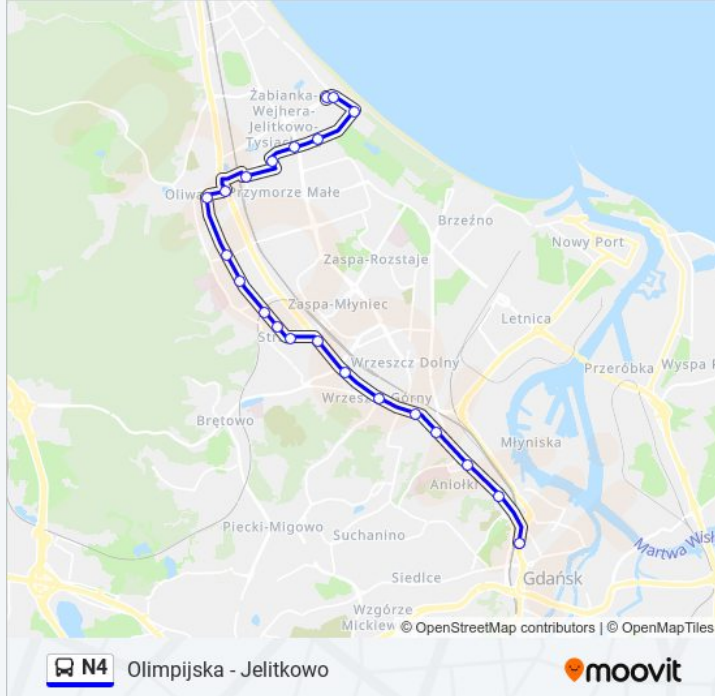 Żabianka-
Wejhera-
Jelitkowo-
Oliwa
Przymorze Małe
Brzeźno
Nowy Port
Zaspa-Rozstaje
Zaspa-Młyniec
Letnica
Wrzeszcz Dolny
Przeróbka
Wyspa
Wrzeszcz Górny
Brętowo
Młyniska
Aniołki
Piecki-Migowo
Suchanino
Martwa Wisł
Siedlce
Gdańsk
Wzgórze
Mickiew
© OpenStreetMap contributors | © OpenMapTiles
N4 Olimpijska - Jelitkowo
moovit